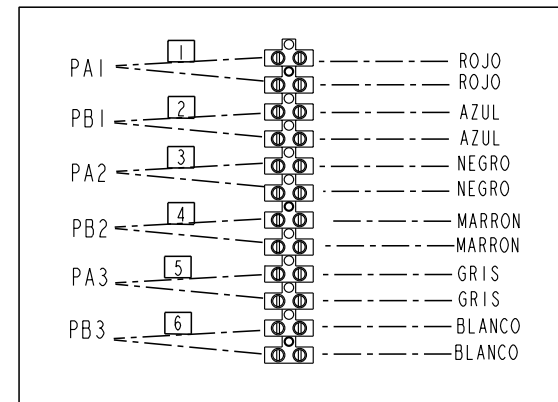 1
PA1
ROJO
ROJO
2
PB1
AZUL
AZUL
3
PA2
NEGRO
NEGRO
4
PB2
MARRON
MARRON
5
PA3
GRIS
GRIS
6
PB3
BLANCO
BLANCO